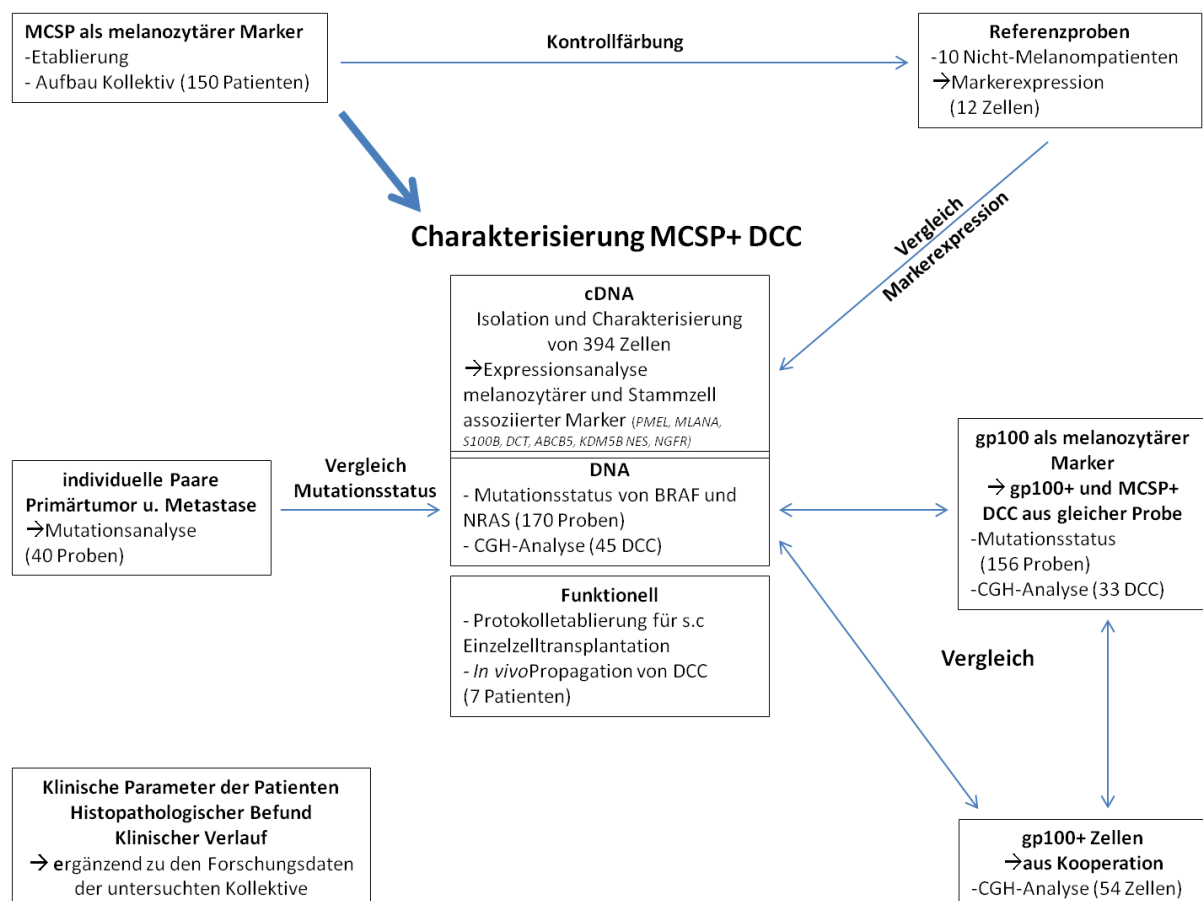 MCSP als melanozytärer Marker
-Etablierung
- Aufbau Kollektiv (150 Patienten)
Kontrollfärbung
Referenzproben
-10 Nicht-Melanompatienten
→Markerexpression
(12 Zellen)
Vergleich
Markerexpression
Charakterisierung MCSP+ DCC
cDNA
Isolation und Charakterisierung
von 394 Zellen
→Expressionsanalyse
melanozytärer und Stammzell
assoziierter Marker (PMEL, MLANA,
S100B, DCT, ABCB5, KDM5B NES, NGFR)
DNA
- Mutationsstatus von BRAF und
NRAS (170 Proben)
- CGH-Analyse (45 DCC)
Funktionell
- Protokolletablierung für s.c
Einzelzelltransplantation
- In vivoPropagation von DCC
(7 Patienten)
individuelle Paare
Primärtumor u. Metastase
→Mutationsanalyse
(40 Proben)
Vergleich
Mutationsstatus
gp100 als melanozytärer
Marker
→ gp100+ und MCSP+
DCC aus gleicher Probe
-Mutationsstatus
(156 Proben)
-CGH-Analyse (33 DCC)
Vergleich
Klinische Parameter der Patienten
Histopathologischer Befund
Klinischer Verlauf
→ ergänzend zu den Forschungsdaten
der untersuchten Kollektive
gp100+ Zellen
→aus Kooperation
-CGH-Analyse (54 Zellen)